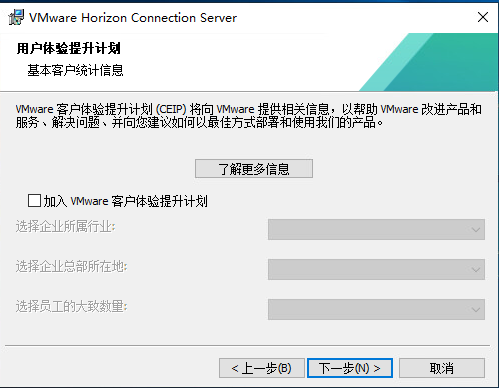 VMware Horizon Connection Server
用户体验提升计划
基本客户统计信息
VMware 客户体验提升计划 (CEIP) 将向 VMware 提供相关信息，以帮助 VMware 改进产品和
服务、解决问题、并向您建议如何以最佳方式部署和使用我们的产品。
了解更多信息
加入 VMware 客户体验提升计划
选择企业所属行业:
选择企业总部所在地:
选择员工的大致数量:
< 上一步(B) 下一步(N) > 取消